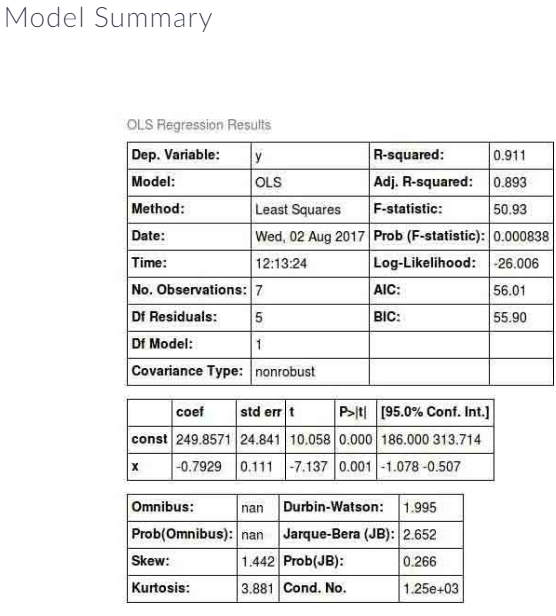 Model Summary
OLS Regression Results
Dep. Variable: y R-squared: 0.911
Model: OLS Adj. R-squared: 0.893
Method: Least Squares F-statistic: 50.93
Date: Wed, 02 Aug 2017 Prob (F-statistic): 0.000838
Time: 12:13:24 Log-Likelihood: -26.006
No. Observations: 7 AIC: 56.01
Df Residuals: 5 BIC: 55.90
Df Model: 1
Covariance Type: nonrobust
coef std err t P>|t| [95.0% Conf. Int.]
const 249.8571 24.841 10.058 0.000 186.000 313.714
x -0.7929 0.111 -7.137 0.001 -1.078 -0.507
Omnibus: nan Durbin-Watson: 1.995
Prob(Omnibus): nan Jarque-Bera (JB): 2.652
Skew: 1.442 Prob(JB): 0.266
Kurtosis: 3.881 Cond. No. 1.25e+03